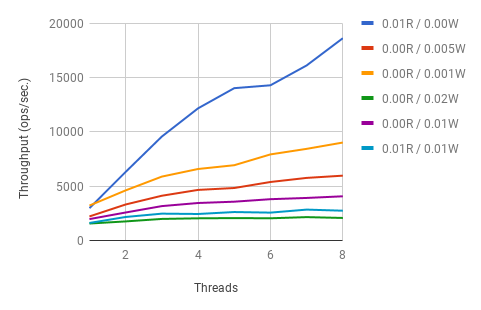 20000
15000
10000
5000
0
2
4
6
8
Throughput (ops/sec.)
Threads
0.01R / 0.00W
0.00R / 0.005W
0.00R / 0.001W
0.00R / 0.02W
0.00R / 0.01W
0.01R / 0.01W